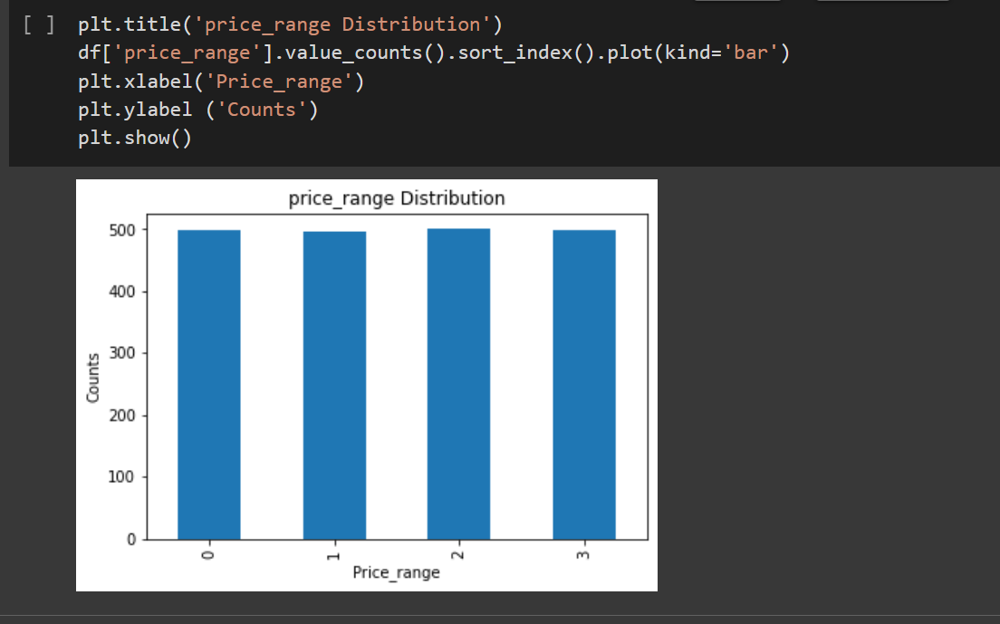 [ ] plt.title('price_range Distribution')
df['price_range'].value_counts().sort_index().plot(kind='bar')
plt.xlabel('Price_range')
plt.ylabel ('Counts')
plt.show()
price_range Distribution
500
400
300
200
100
0
Counts
0 1 2 3
Price_range